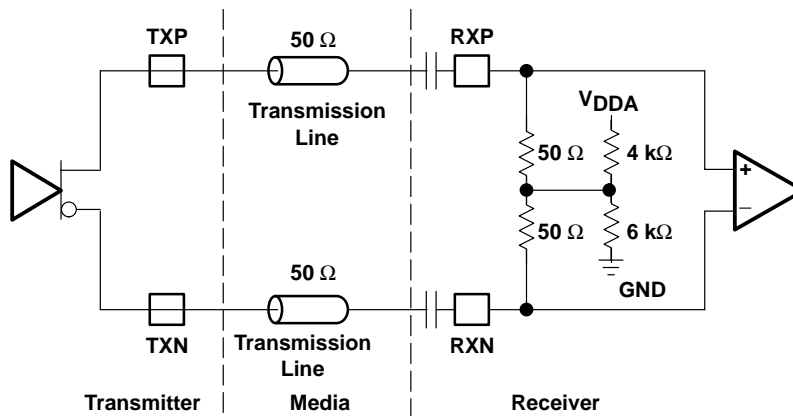 TXP
50 Ω
RXP
VDDA
Transmission
Line
50 Ω
4 kΩ
+
−
50 Ω
6 kΩ
50 Ω
GND
TXN
Transmission
Line
RXN
Transmitter
Media
Receiver